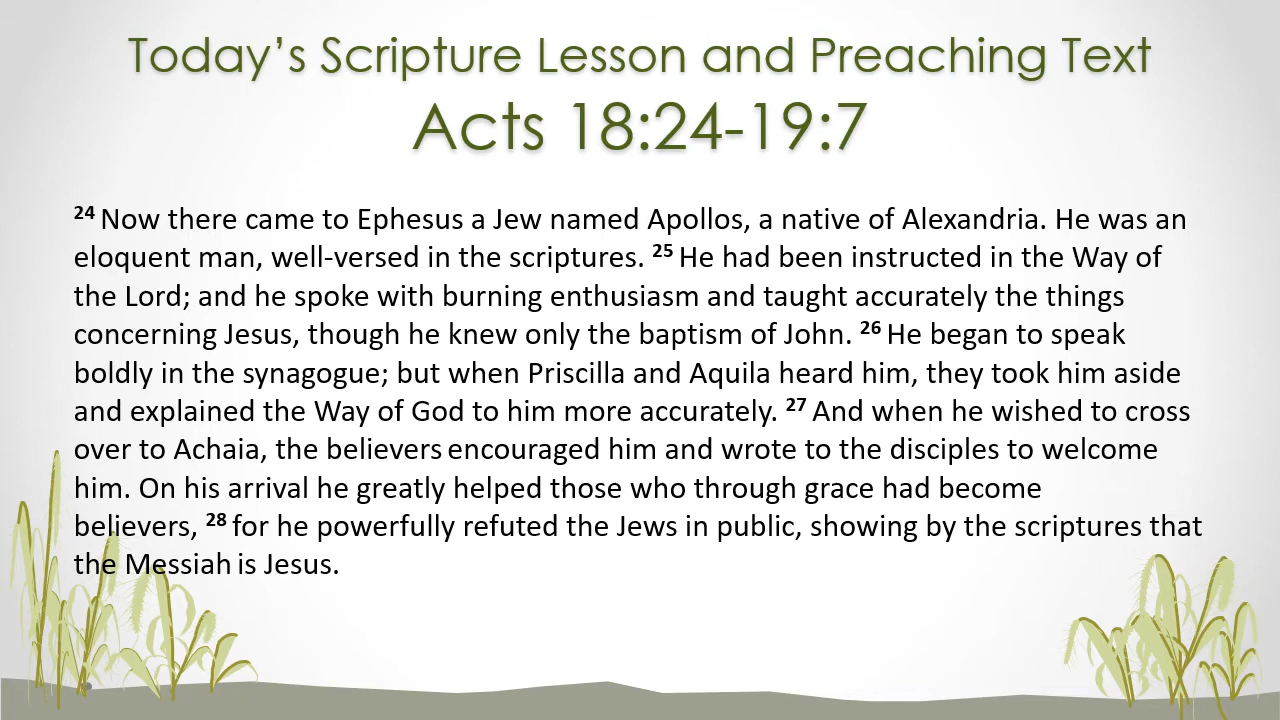 Today’s Scripture Lesson and Preaching Text
Acts 18:24-19:7
24 Now there came to Ephesus a Jew named Apollos, a native of Alexandria. He was an
eloquent man, well-versed in the scriptures. 25 He had been instructed in the Way of
the Lord; and he spoke with burning enthusiasm and taught accurately the things
concerning Jesus, though he knew only the baptism of John. 26 He began to speak
boldly in the synagogue; but when Priscilla and Aquila heard him, they took him aside
and explained the Way of God to him more accurately. 27 And when he wished to cross
over to Achaia, the believers encouraged him and wrote to the disciples to welcome
him. On his arrival he greatly helped those who through grace had become
believers, 28 for he powerfully refuted the Jews in public, showing by the scriptures that
the Messiah is Jesus.